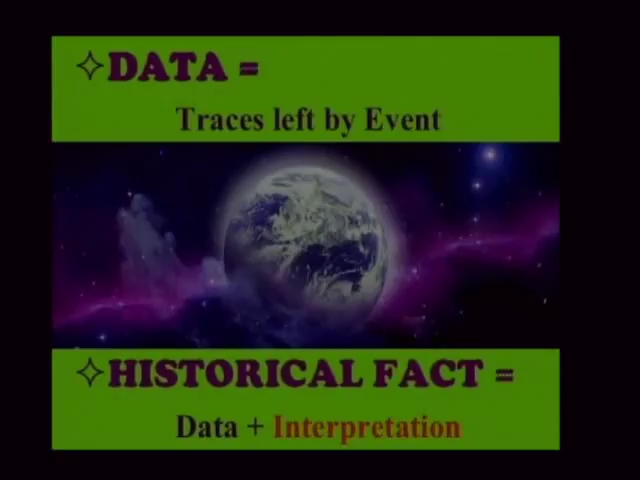 ✧DATA =
Traces left by Event
✧HISTORICAL FACT =
Data + Interpretation